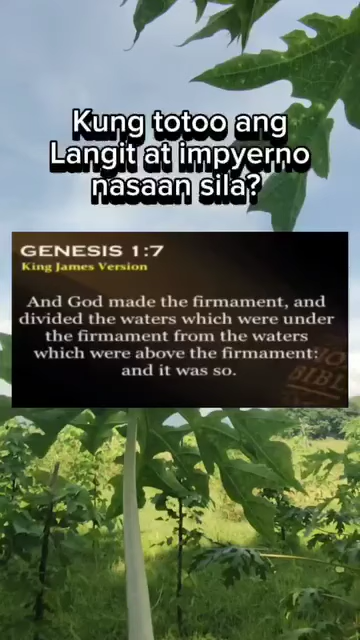 Kung totoo ang
Langit at impyerno
nasaan sila?
GENESIS 1:7
King James Version
And God made the firmament, and
divided the waters which were under
the firmament from the waters
which were above the firmament:
and it was so.
BIBL